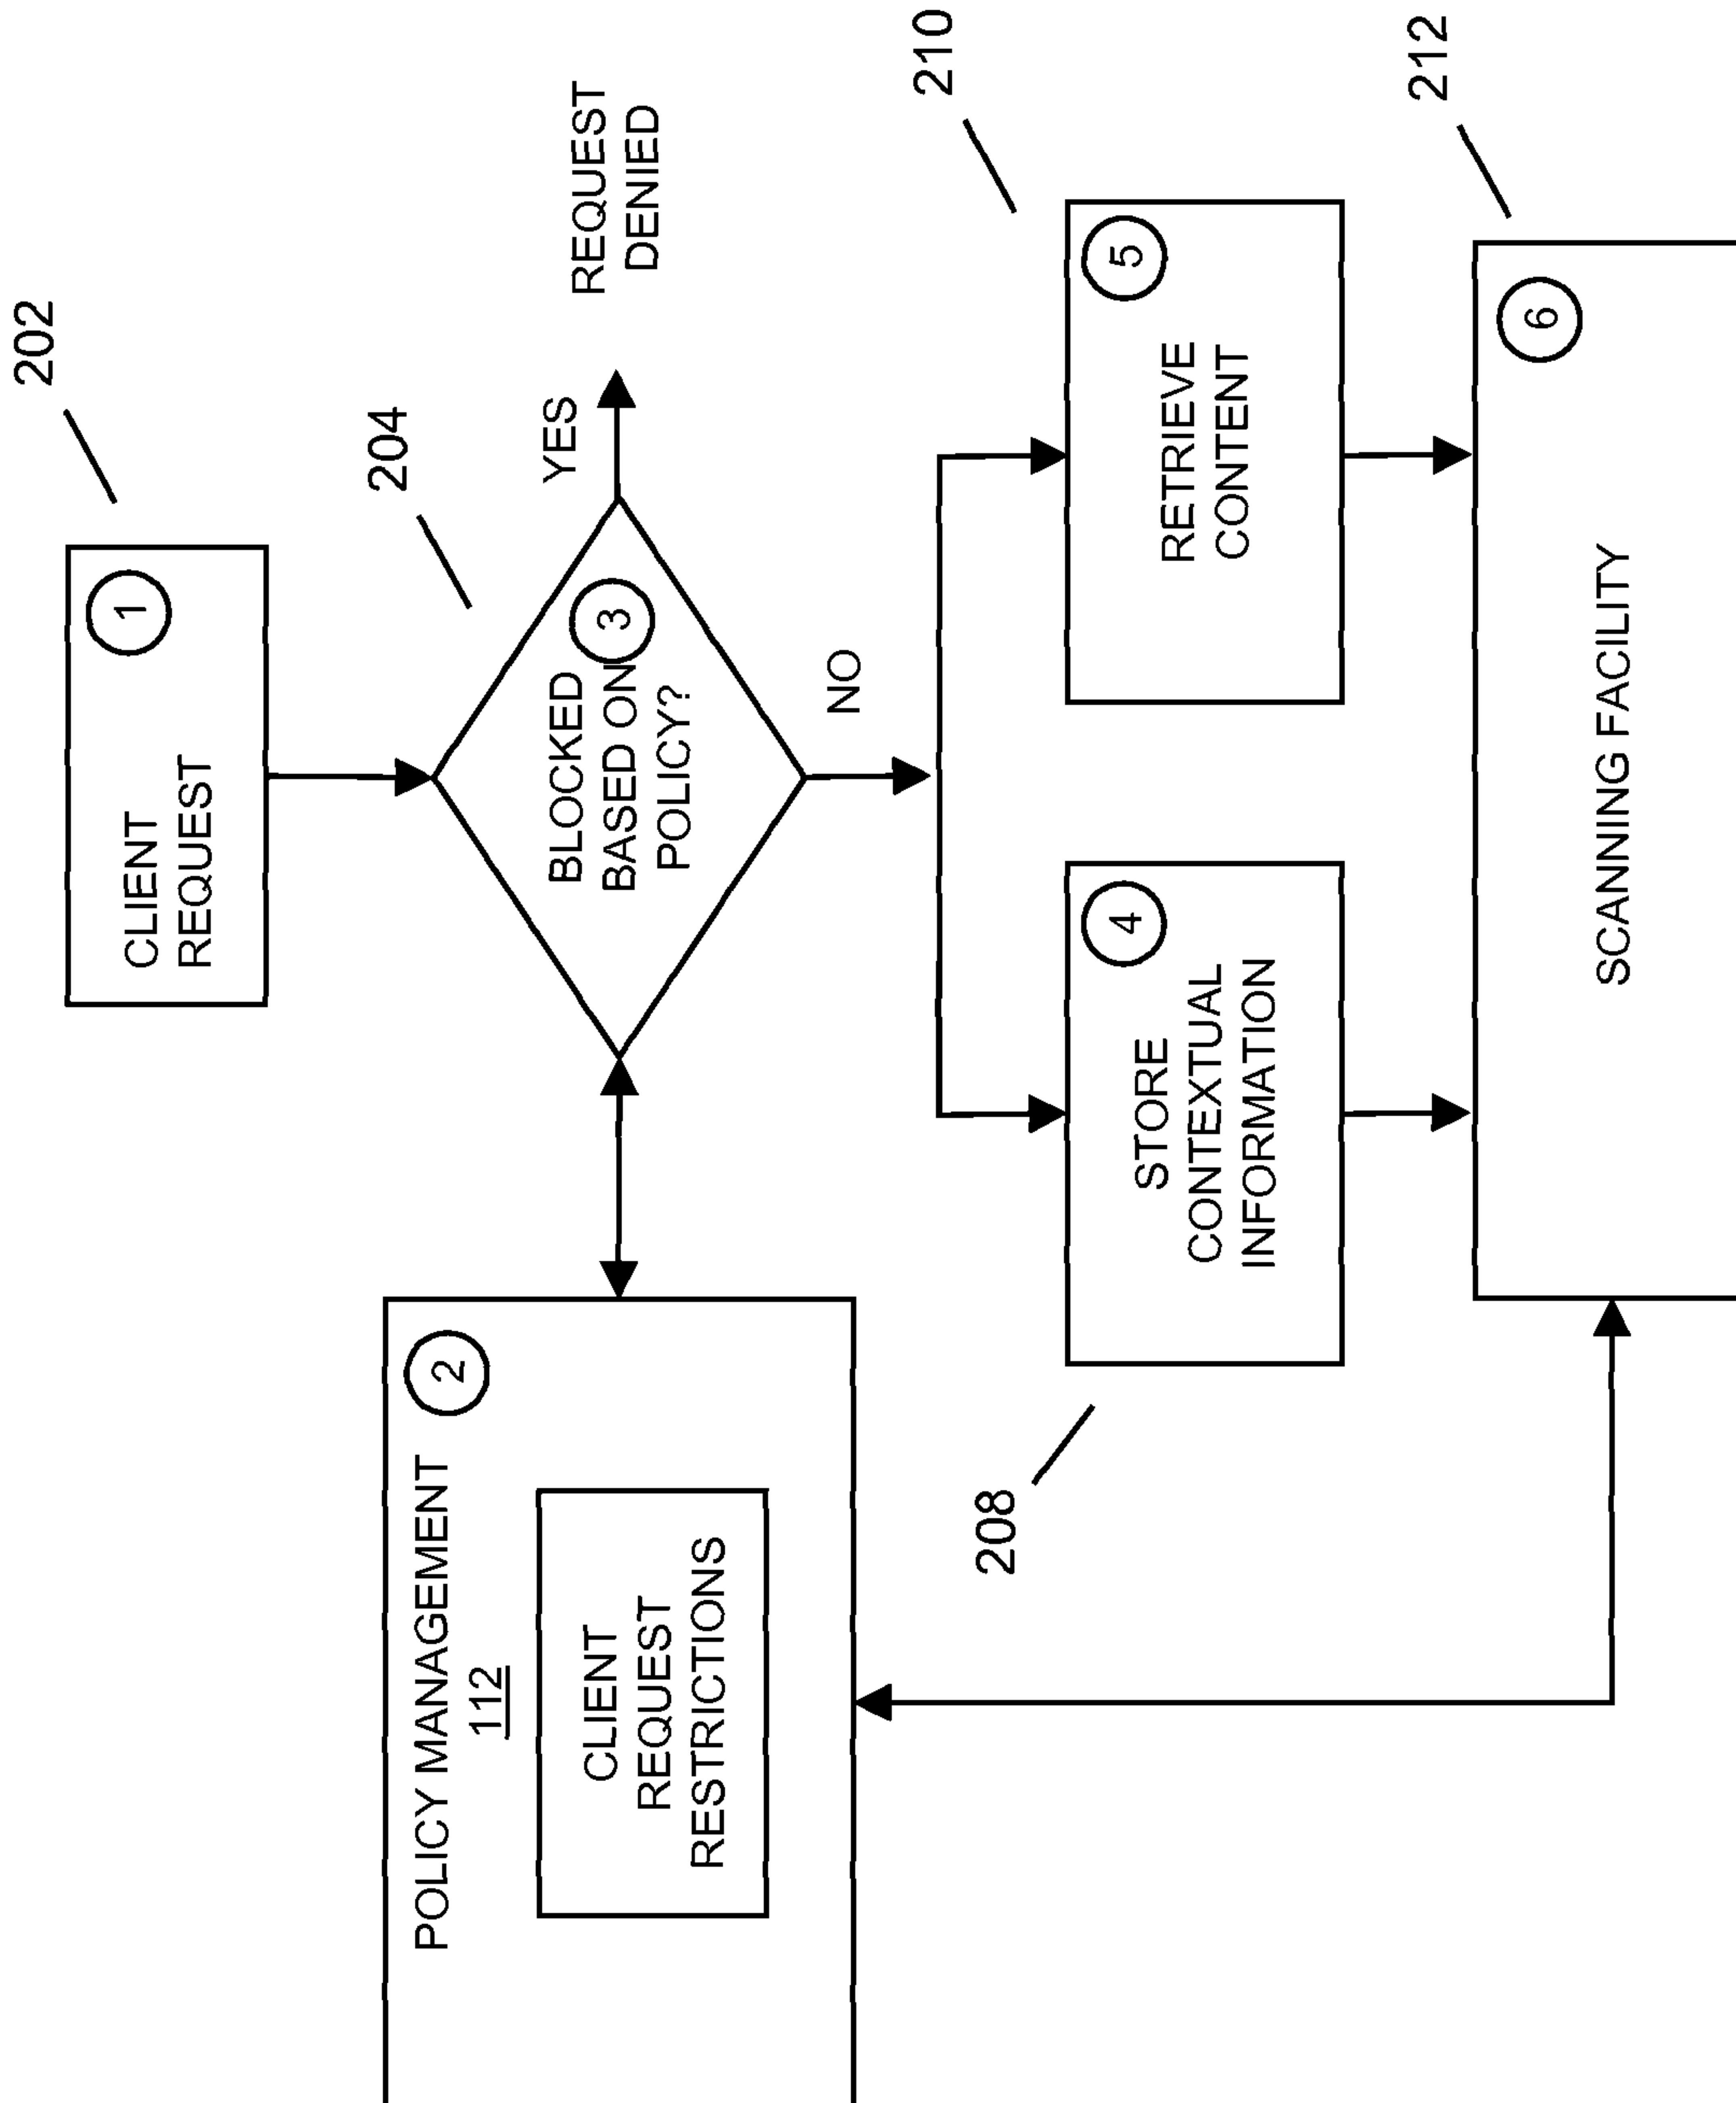 202
1
CLIENT
REQUEST
204
3
BLOCKED
BASED ON
POLICY?
YES
REQUEST
DENIED
NO
2
POLICY MANAGEMENT
112
CLIENT
REQUEST
RESTRICTIONS
208
4
STORE
CONTEXTUAL
INFORMATION
210
5
RETRIEVE
CONTENT
212
6
SCANNING FACILITY